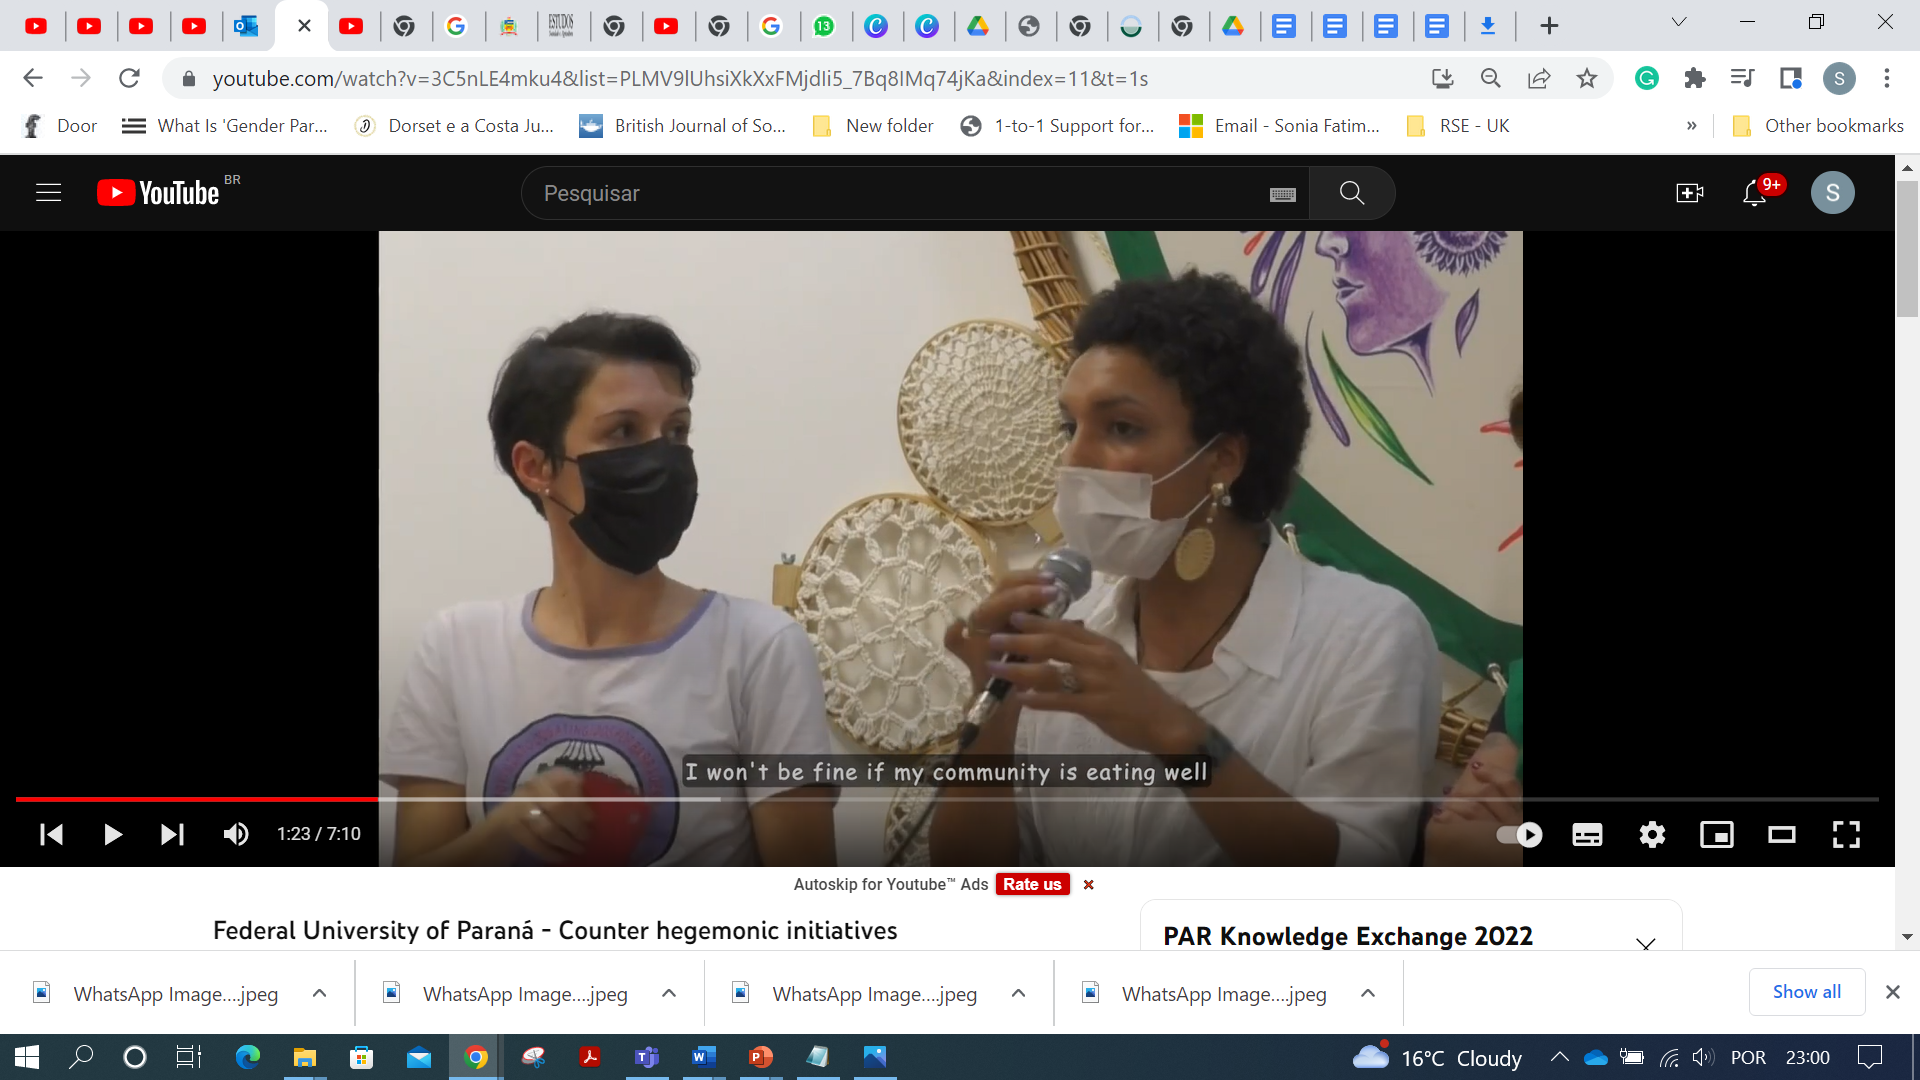 13
youtube.com/watch?v=3C5nLE4mku4&list=PLMV9lUhsiXkXxFMjdIi5_7Bq8IMq74jKa&index=11&t=1s
S
Door
What Is 'Gender Par...
Dorset e a Costa Ju...
British Journal of So...
New folder
1-to-1 Support for...
Email - Sonia Fatim...
RSE - UK
»
Other bookmarks
YouTube BR
Pesquisar
9+
S
I won't be fine if my community is eating well
1:23 / 7:10
Autoskip for Youtube™ Ads Rate us
Federal University of Paraná - Counter hegemonic initiatives
PAR Knowledge Exchange 2022
WhatsApp Image....jpeg
WhatsApp Image....jpeg
WhatsApp Image....jpeg
WhatsApp Image....jpeg
Show all
16°C Cloudy
POR
23:00